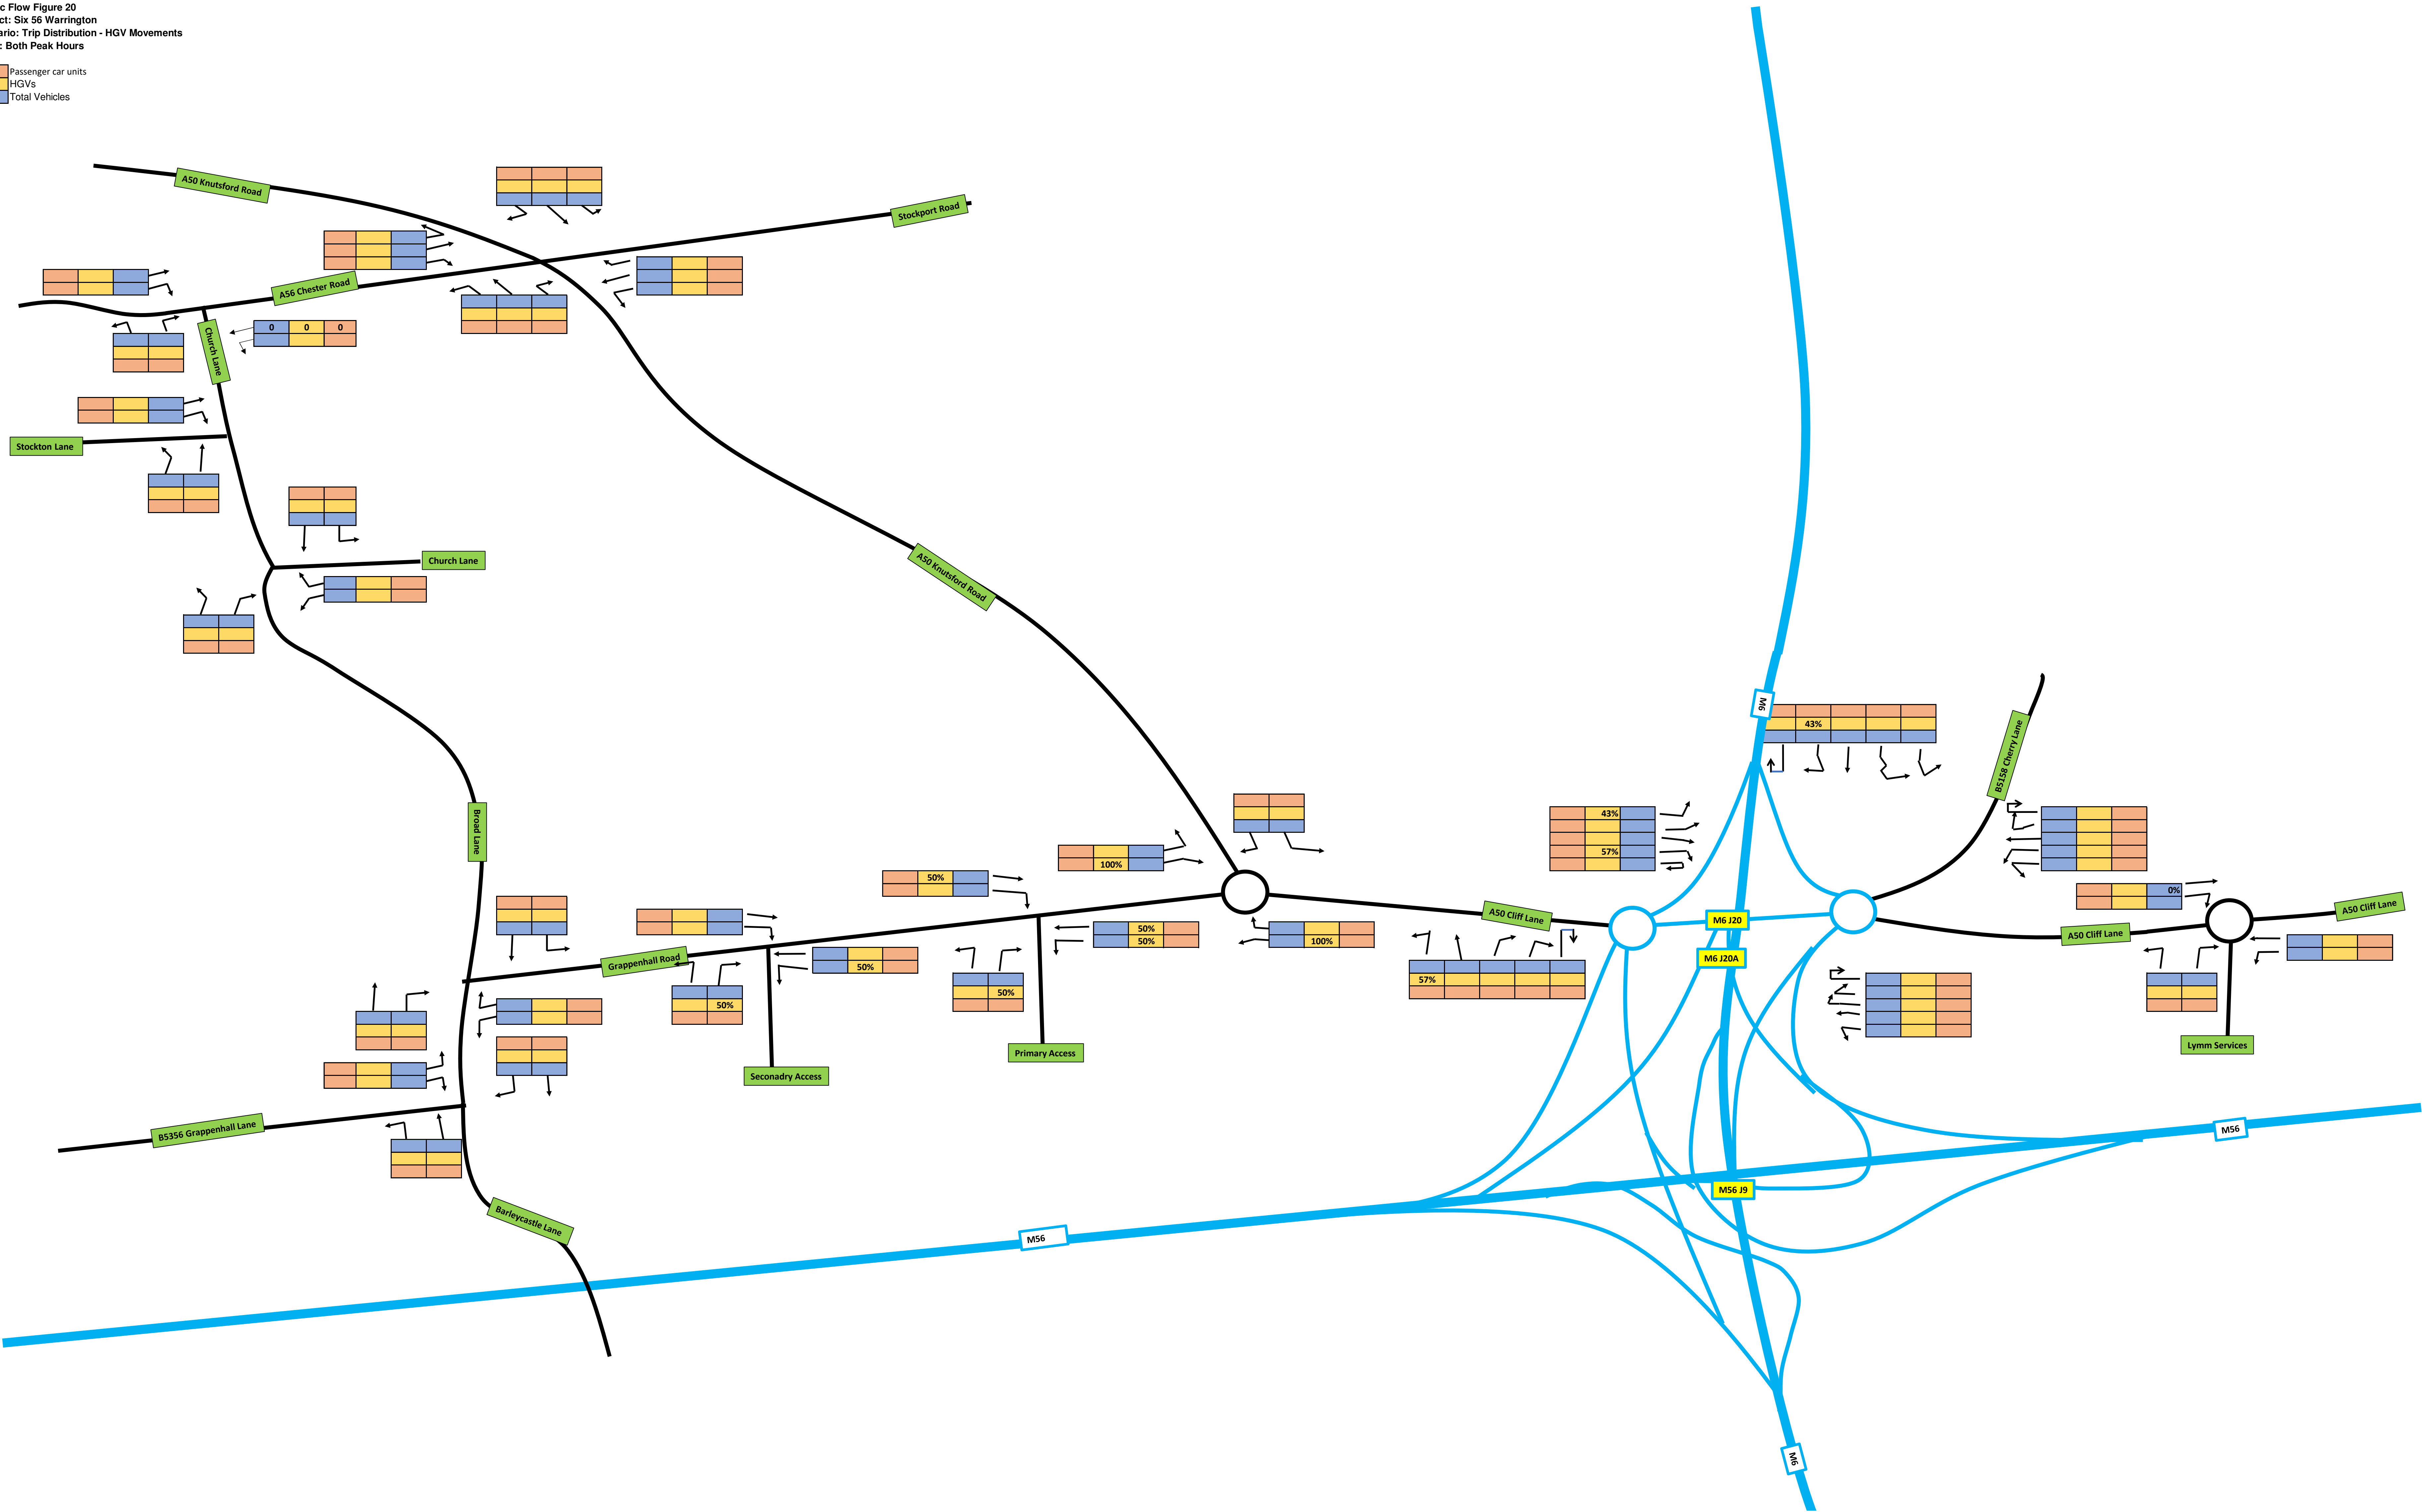 c Flow Figure 20
ct: Six 56 Warrington
ario: Trip Distribution - HGV Movements
: Both Peak Hours
Passenger car units
HGVs
Total Vehicles
A50 Knutsford Road
Stockport Road
A56 Chester Road
0 0 0
Church Lane
Stockton Lane
Church Lane
A50 Knutsford Road
M6
43%
B5158 Cherry Lane
Broad Lane
43%
57%
100%
50%
0%
A50 Cliff Lane
A50 Cliff Lane
M6 J20
A50 Cliff Lane
50%
50%
100%
Grappenhall Road
50%
M6 J20A
57%
50%
50%
Primary Access
Lymm Services
Seconadry Access
B5356 Grappenhall Lane
M56
M56 J9
Barleycastle Lane
M56
M6